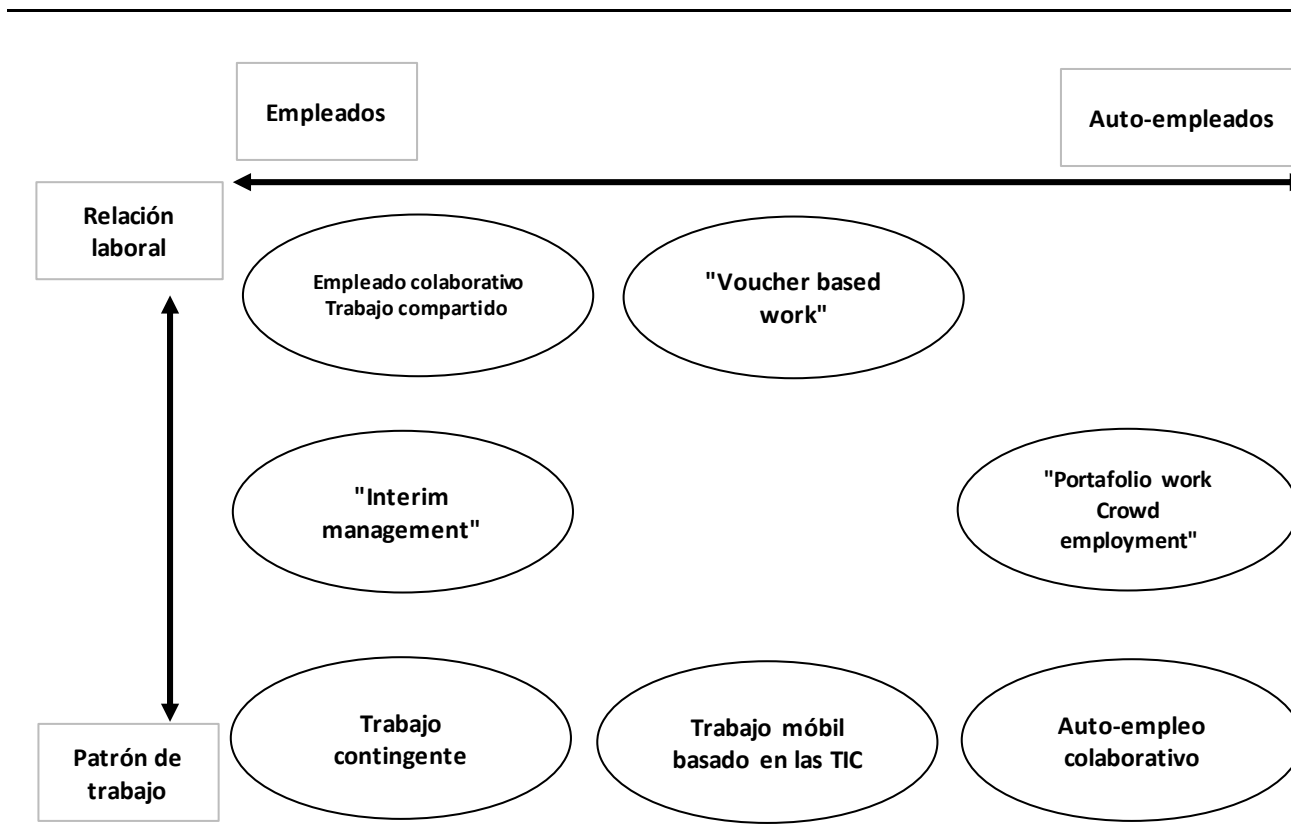 Empleados
Auto-empleados
Relación
laboral
Empleado colaborativo
Trabajo compartido
"Voucher based
work"
"Interim
management"
"Portafolio work
Crowd
employment"
Trabajo
contingente
Trabajo móbil
basado en las TIC
Auto-empleo
colaborativo
Patrón de
trabajo